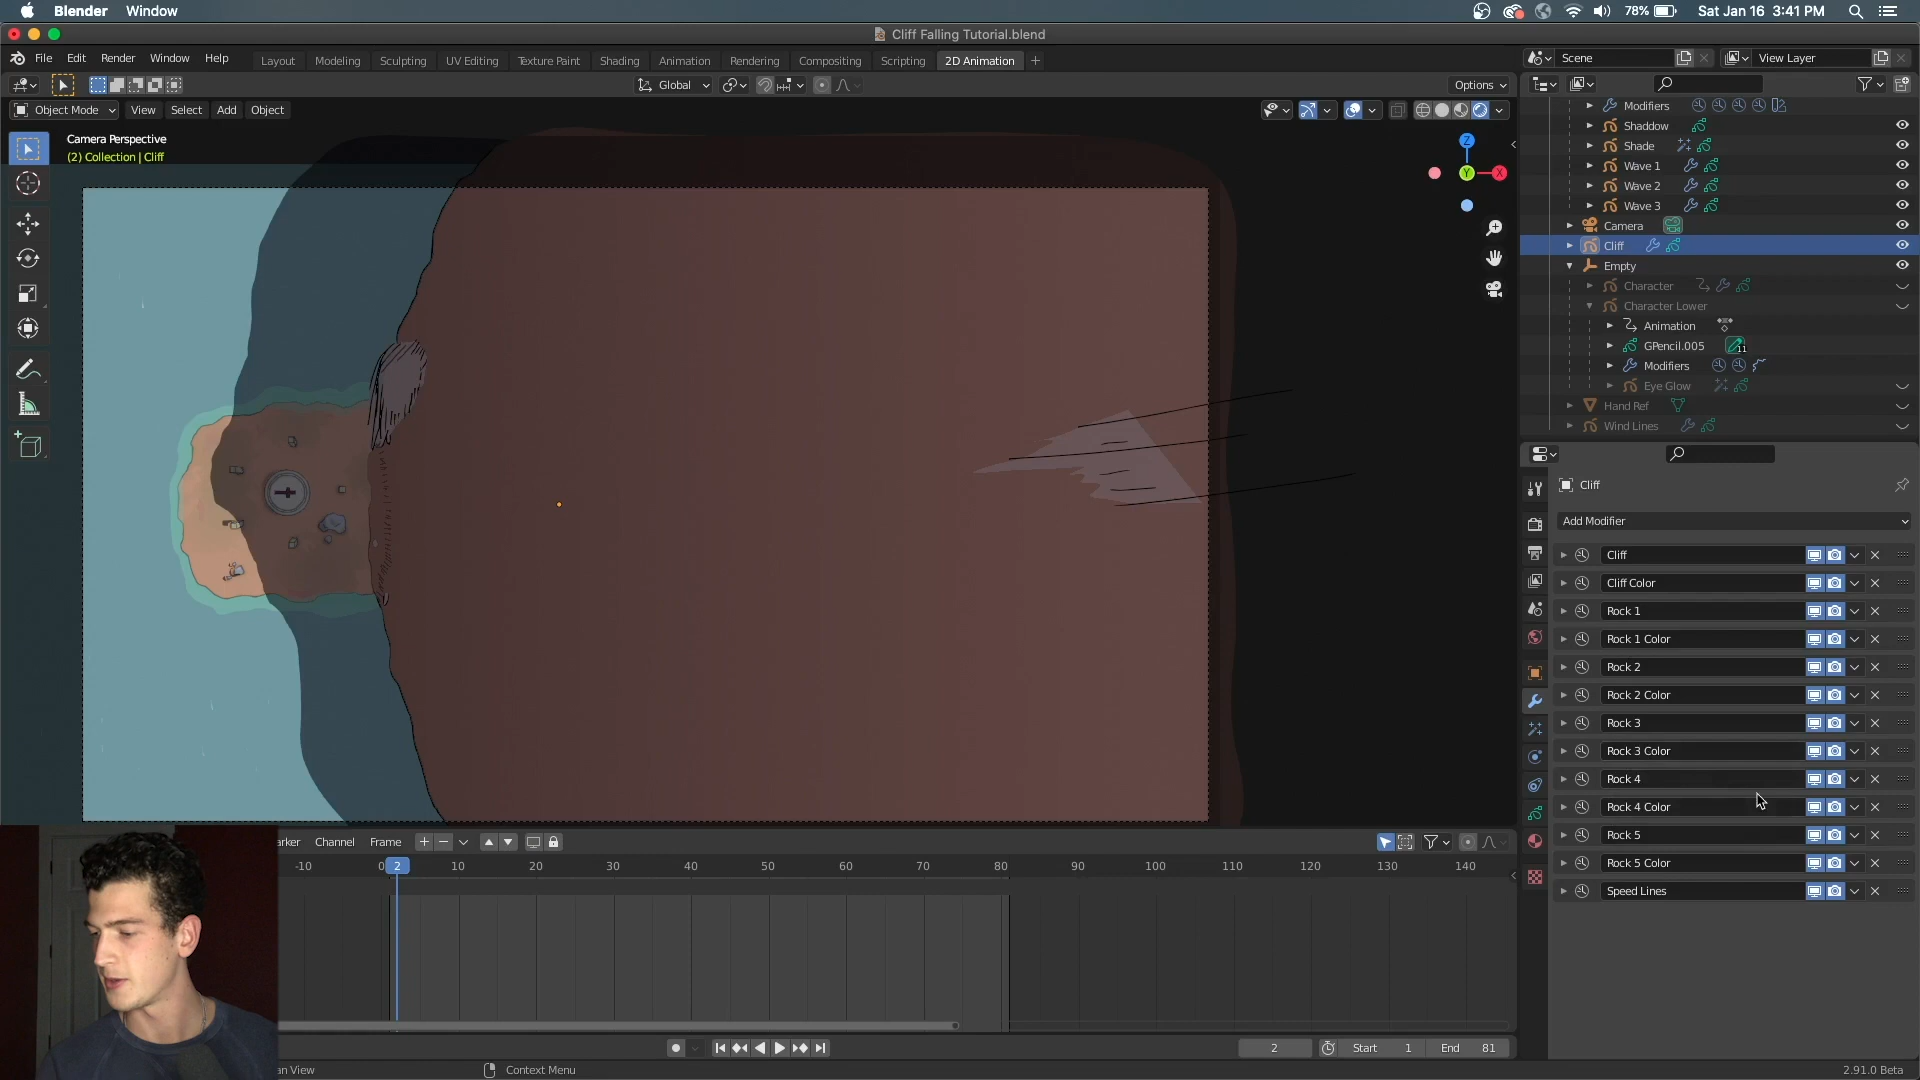 Blender Window 78% Sat Jan 16 3:41 PM
Cliff Falling Tutorial.blend
File Edit Render Window Help Layout Modeling Sculpting UV Editing Texture Paint Shading Animation Rendering Compositing Scripting 2D Animation + Scene View Layer
Global Options
Object Mode View Select Add Object
Camera Perspective
(2) Collection | Cliff
Z
Y
X
Modifiers
Shaddow
Shade
Wave 1
Wave 2
Wave 3
Camera
Cliff
Empty
Character
Character Lower
Animation
GPencil.005 11
Modifiers
Eye Glow
Hand Ref
Wind Lines
Cliff
Add Modifier
Cliff
Cliff Color
Rock 1
Rock 1 Color
Rock 2
Rock 2 Color
Rock 3
Rock 3 Color
Rock 4
Rock 4 Color
Rock 5
Rock 5 Color
Speed Lines
arker Channel Frame
-10 0 2 10 20 30 40 50 60 70 80 90 100 110 120 130 140
2 Start 1 End 81
an View Context Menu 2.91.0 Beta